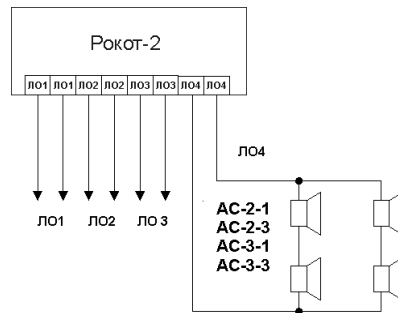 Рокот-2
ЛО1 ЛО1 ЛО2 ЛО2 ЛО3 ЛО3 ЛО4 ЛО4
ЛО4
ЛО1 ЛО2 ЛО 3
АС-2-1
АС-2-3
АС-3-1
АС-3-3